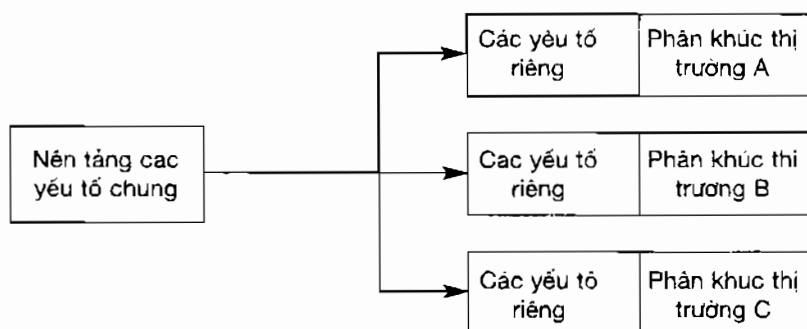 Các yếu tố
riêng
Phân khúc thị
trường A
Nền tảng cac
yếu tố chung
Cac yếu tố
riêng
Phân khúc thi
trương B
Các yếu tô
riêng
Phân khuc thị
trường C